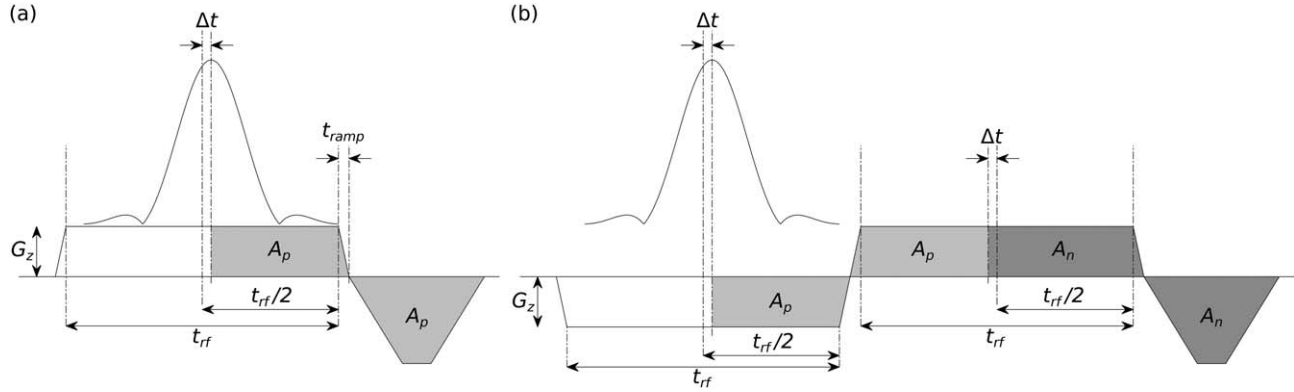 (a)
Δt
t_ramp
G_z
A_p
t_rf/2
t_rf
A_p
(b)
Δt
Δt
G_z
A_p
A_p
A_n
t_rf/2
t_rf/2
t_rf
t_rf
A_n